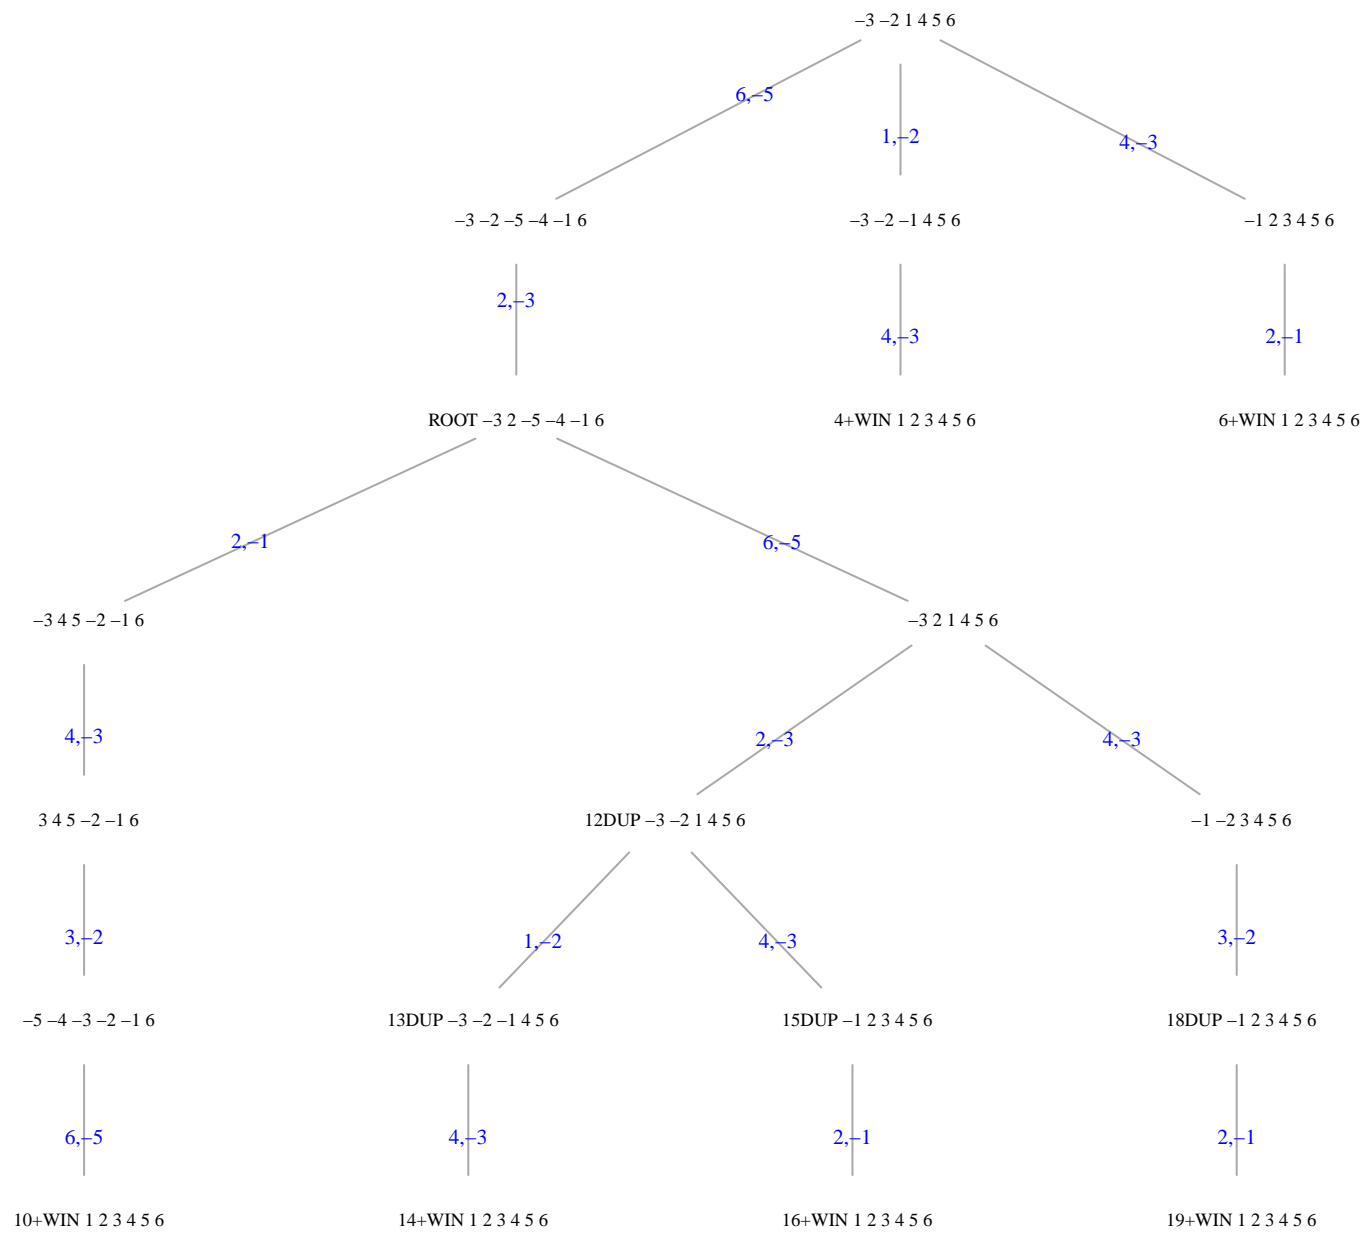 –3 –2 1 4 5 6
6,–5
1,–2
4,–3
–3 –2 –5 –4 –1 6
–3 –2 –1 4 5 6
–1 2 3 4 5 6
2,–3
4,–3
2,–1
ROOT –3 2 –5 –4 –1 6
4+WIN 1 2 3 4 5 6
6+WIN 1 2 3 4 5 6
2,–1
6,–5
–3 4 5 –2 –1 6
–3 2 1 4 5 6
4,–3
2,–3
4,–3
3 4 5 –2 –1 6
12DUP –3 –2 1 4 5 6
–1 –2 3 4 5 6
3,–2
1,–2
4,–3
3,–2
–5 –4 –3 –2 –1 6
13DUP –3 –2 –1 4 5 6
15DUP –1 2 3 4 5 6
18DUP –1 2 3 4 5 6
6,–5
4,–3
2,–1
2,–1
10+WIN 1 2 3 4 5 6
14+WIN 1 2 3 4 5 6
16+WIN 1 2 3 4 5 6
19+WIN 1 2 3 4 5 6